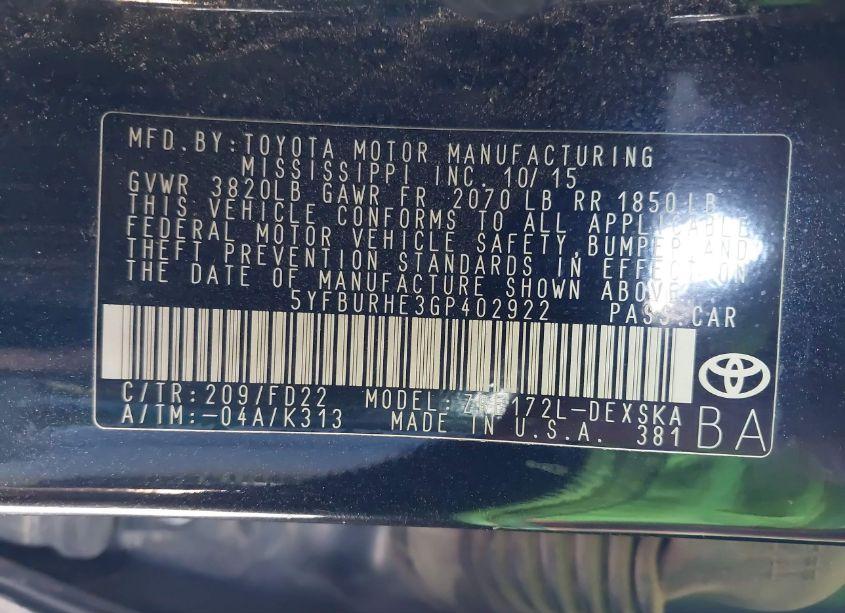 MFD. BY: TOYOTA MOTOR MANUFACTURING
MISSISSIPPI INC. 10/15
GVWR 3820LB GAWR FR 2070 LB RR 1850 LB
THIS VEHICLE CONFORMS TO ALL APPLICABLE
FEDERAL MOTOR VEHICLE SAFETY, BUMPER AND
THEFT PREVENTION STANDARDS IN EFFECT ON
THE DATE OF MANUFACTURE SHOWN ABOVE.
5YFBURHE3GP402922 PASS. CAR
C/TR: 209/FD22 MODEL:
A/TM: -04A/K313 MADE IN U.S.A. 381 BA